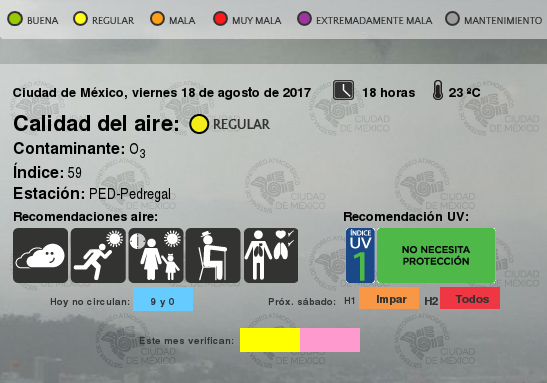 BUENA REGULAR MALA MUY MALA EXTREMADAMENTE MALA MANTENIMIENTO
Ciudad de México, viernes 18 de agosto de 2017 18 horas 23 ºC
Calidad del aire: REGULAR
Contaminante: O3
Índice: 59
Estación: PED-Pedregal
Recomendaciones aire: Recomendación UV:
ÍNDICE UV 1 NO NECESITA PROTECCIÓN
Hoy no circulan: 9 y 0 Próx. sábado: H1 Impar H2 Todos
Este mes verifican:
CIUDAD DE MÉXICO